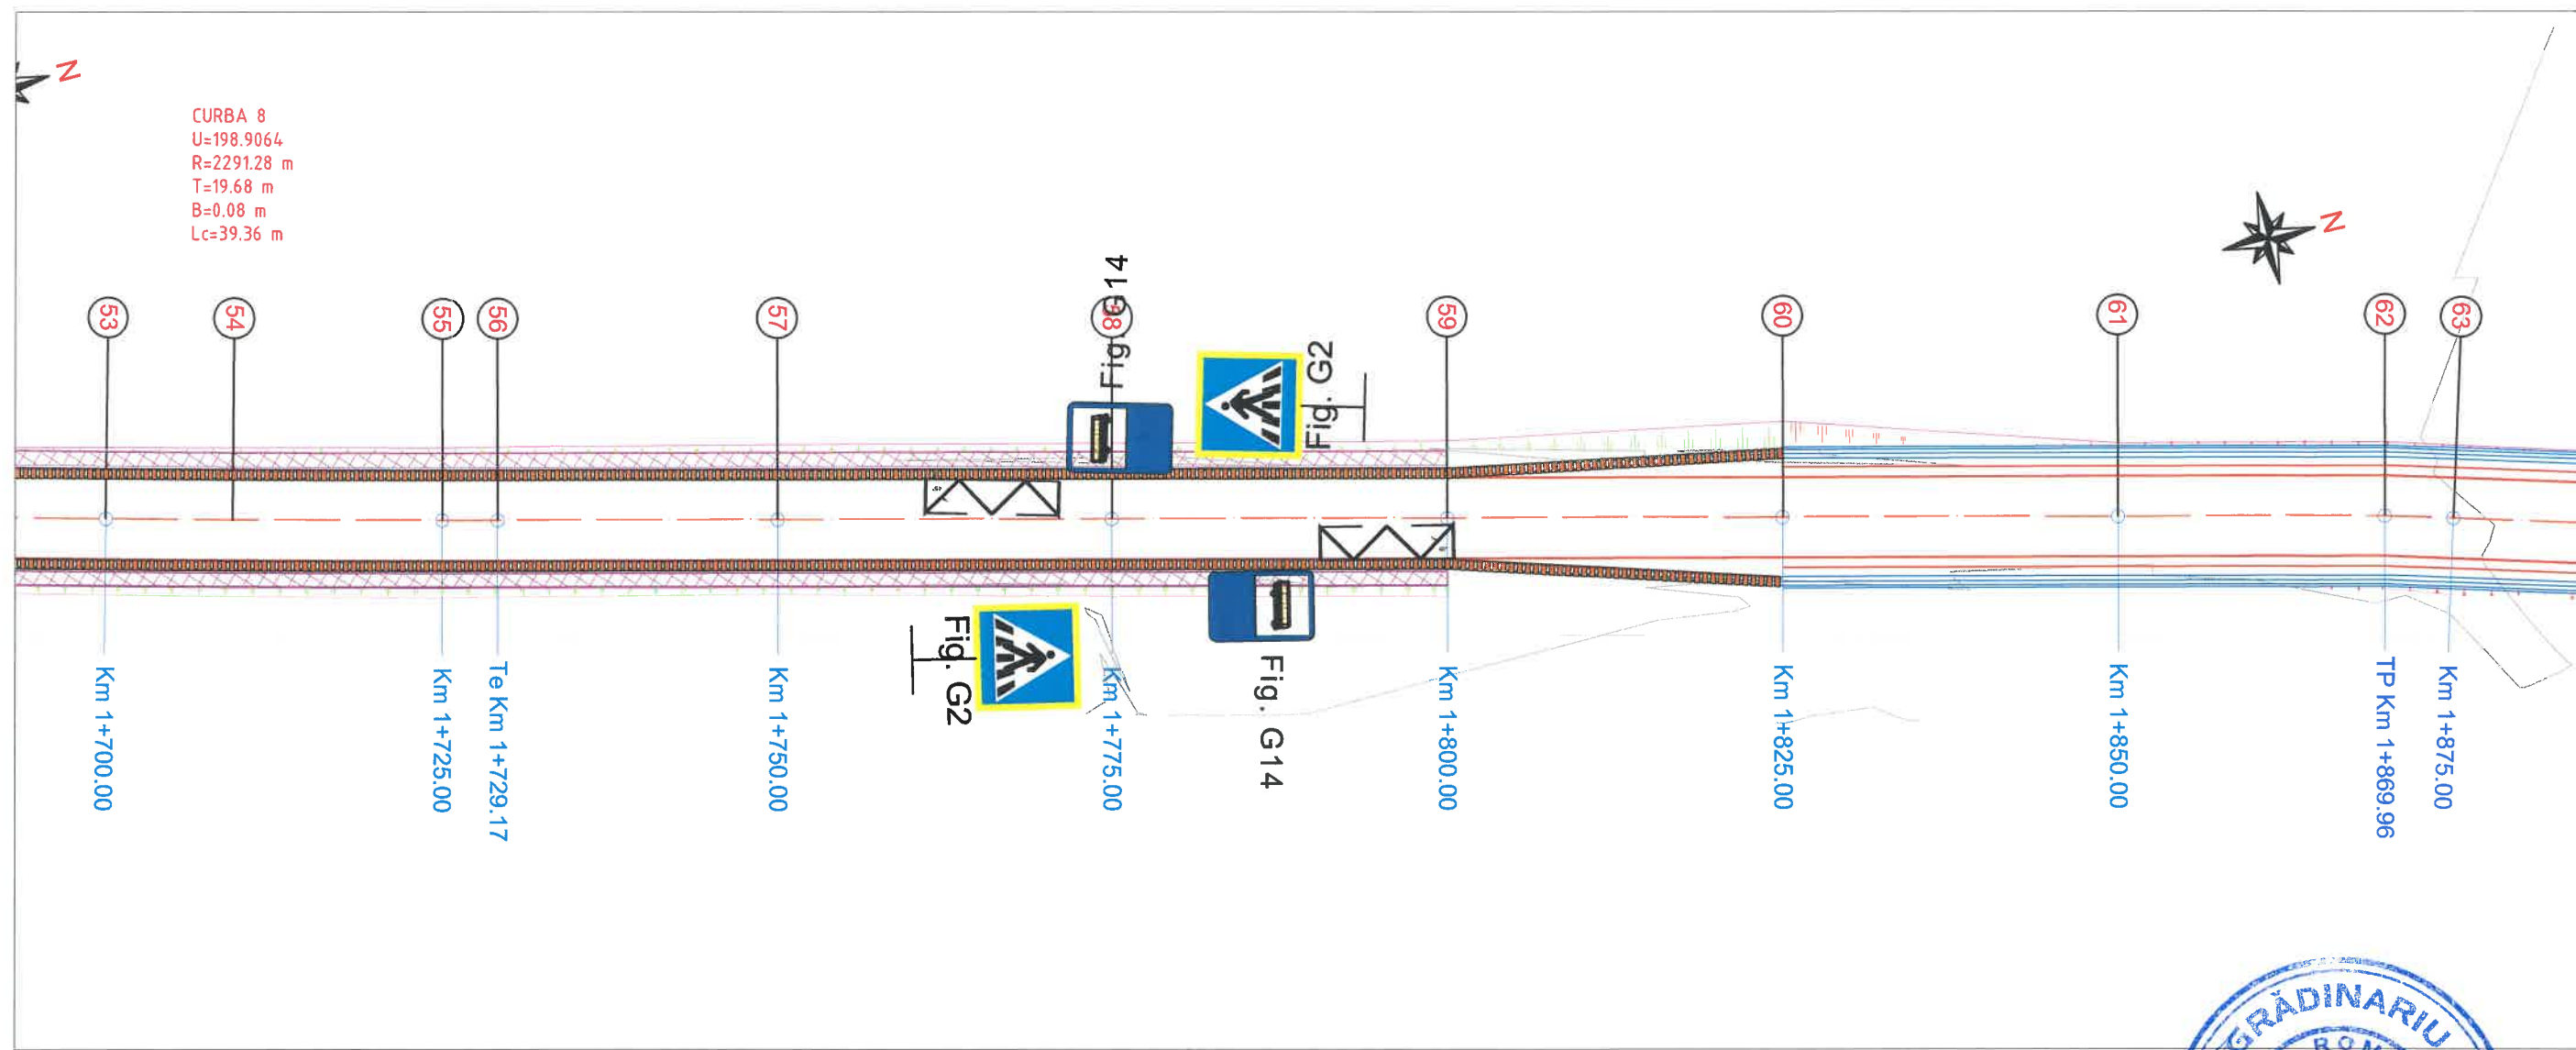 N
CURBA 8
U=198.9064
R=2291.28 m
T=19.68 m
B=0.08 m
Lc=39.36 m
N
53
54
55
56
57
59
60
61
62
63
Fig. G14
Fig. G2
Fig. G2
Fig. G14
Km 1+700.00
Km 1+725.00
Te Km 1+729.17
Km 1+750.00
Km 1+775.00
Km 1+800.00
Km 1+825.00
Km 1+850.00
TP Km 1+869.96
Km 1+875.00
GRĂDINARIU